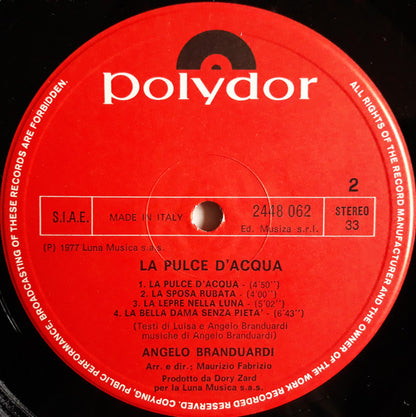 polydor
ALL RIGHTS OF THE MANUFACTURER AND THE OWNER OF THE WORK RECORDED RESERVED. COPYING, PUBLIC PERFORMANCE BROADCASTING OF THESE RECORDS ARE FORBIDDEN.
2
S.I.A.E. MADE IN ITALY 2448 062 STEREO
Ed. Musiza s.r.l. 33
(P) 1977 Luna Musica s.a.s.
LA PULCE D'ACQUA
1. LA PULCE D'ACQUA - (4'50'')
2. LA SPOSA RUBATA - (4'00'')
3. LA LEPRE NELLA LUNA - (5'02'')
4. LA BELLA DAMA SENZA PIETA' - (6'43'')
(Testi di Luisa e Angelo Branduardi
musiche di Angelo Branduardi)
ANGELO BRANDUARDI
Arr. e dir.; Maurizio Fabrizio
Prodotto da Dory Zard
per la Luna Musica s.a.s.